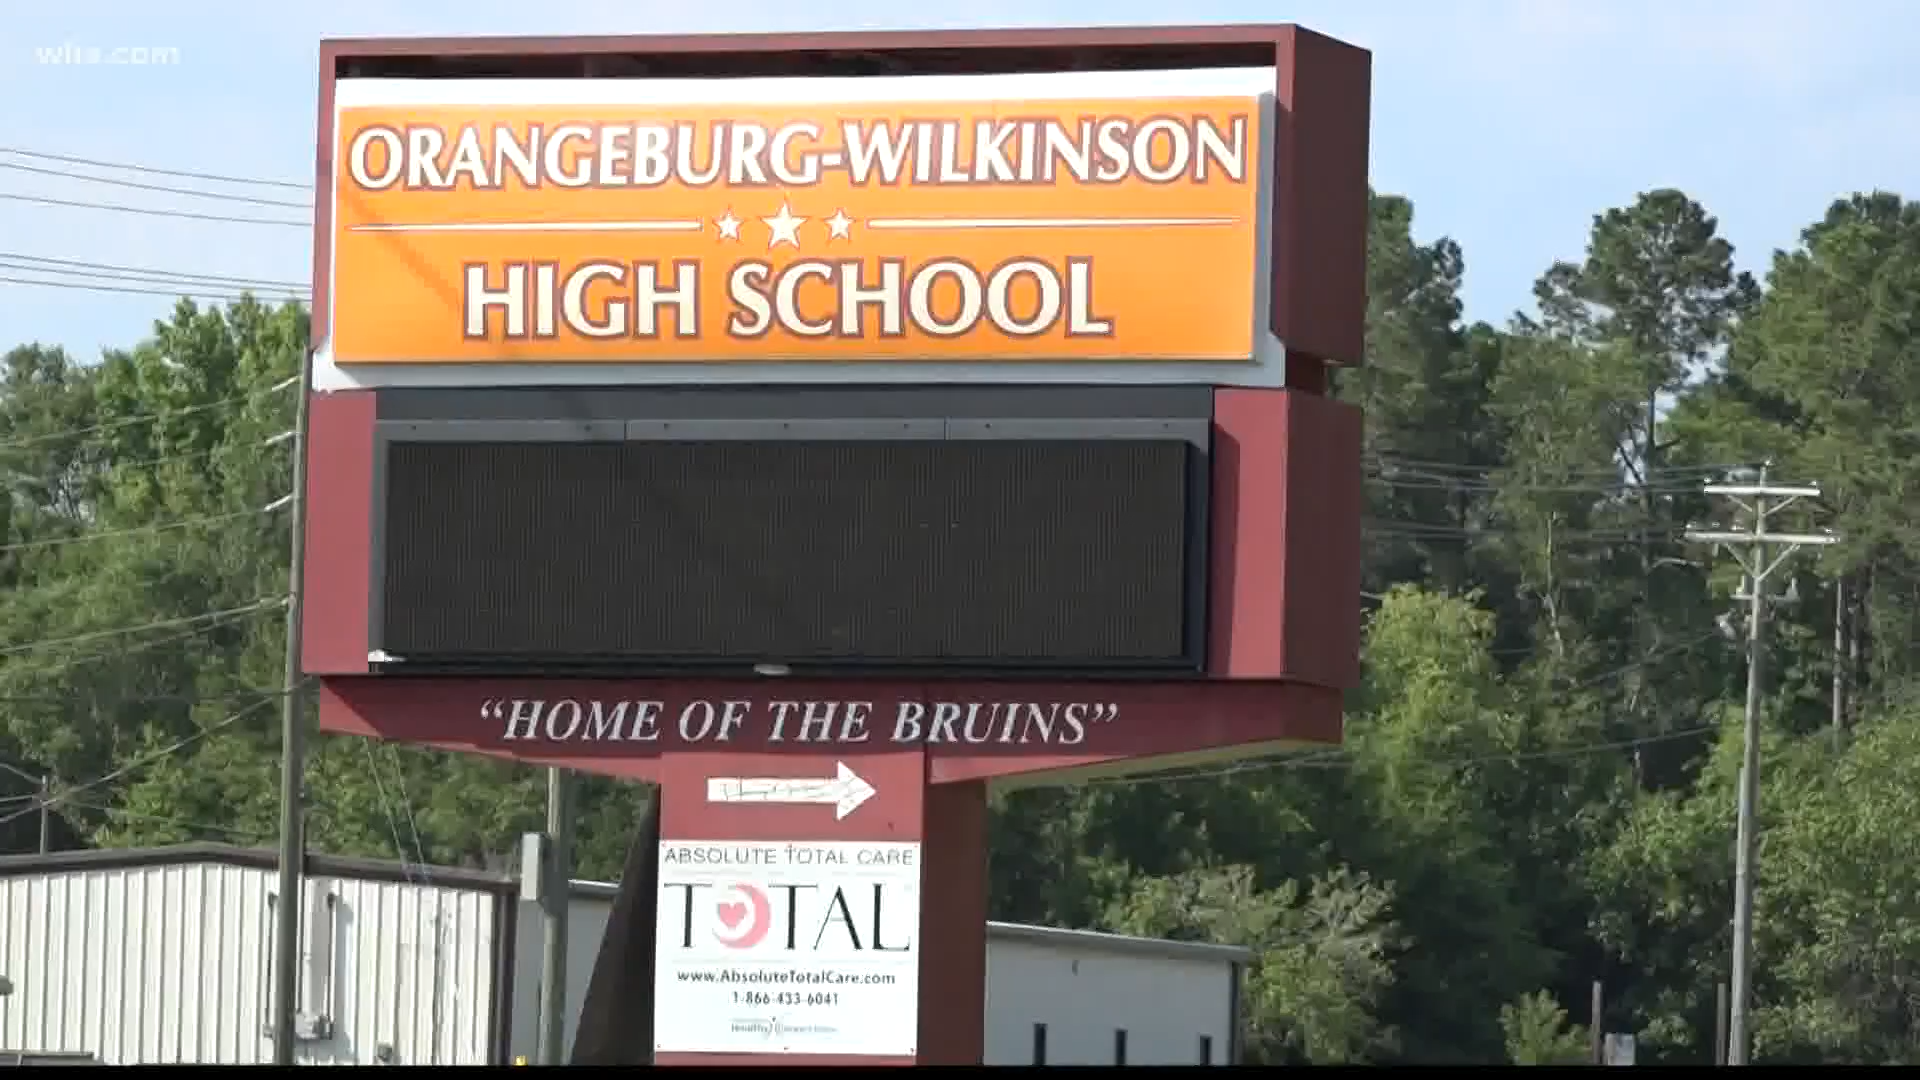 wltx.com
ORANGEBURG-WILKINSON
HIGH SCHOOL
“HOME OF THE BRUINS”
ABSOLUTE TOTAL CARE
TOTAL
www.AbsoluteTotalCare.com
1-866-433-6041